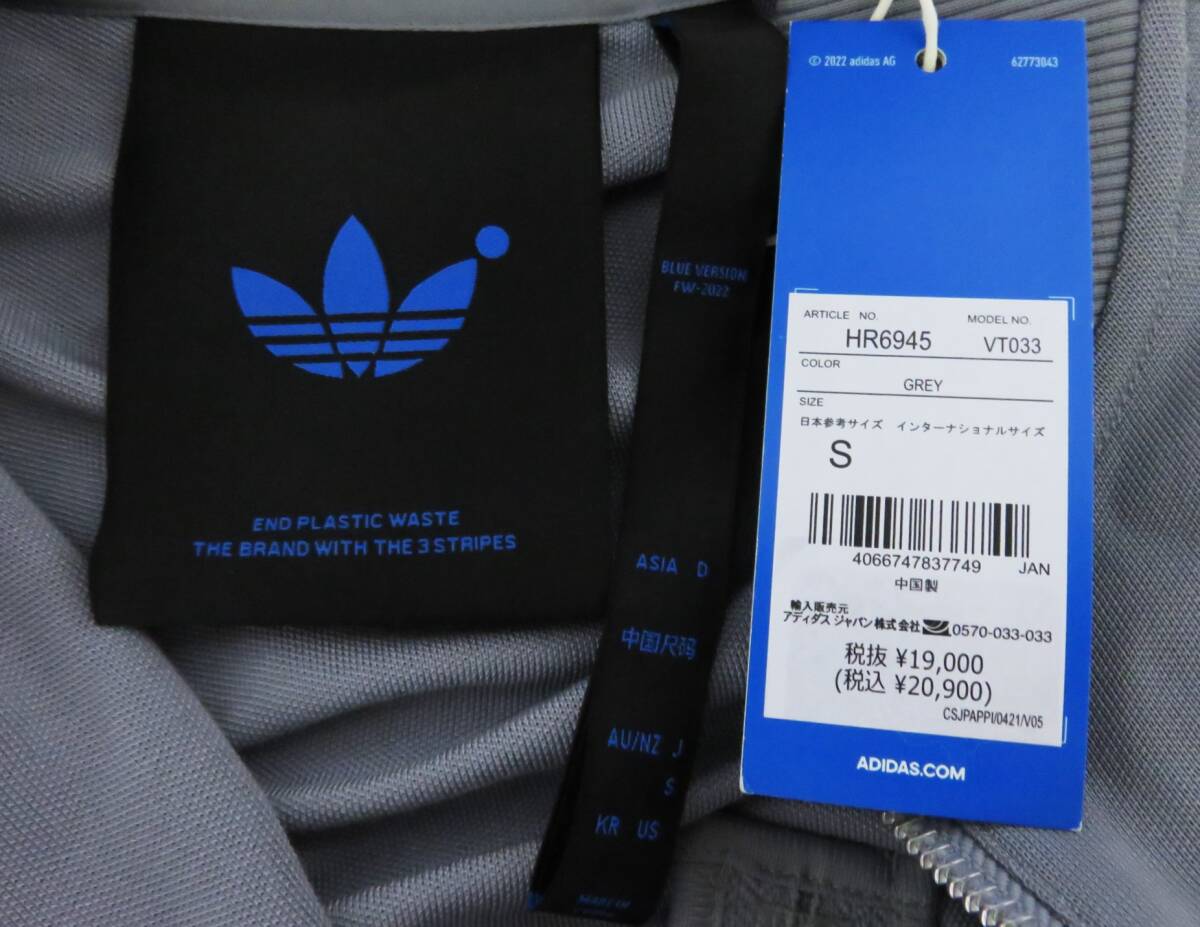 END PLASTIC WASTE
THE BRAND WITH THE 3 STRIPES
BLUE VERSION
FW-2022
ASIA D
中国尺码
AU/NZ J
S
KR US
MADE IN
© 2022 adidas AG 62773043
ARTICLE NO. MODEL NO.
HR6945 VT033
COLOR
GREY
SIZE
日本参考サイズ インターナショナルサイズ
S
4066747837749 JAN
中国製
輸入販売元
アディダス ジャパン株式会社 0570-033-033
税抜 ¥19,000
(税込 ¥20,900)
CSJPAPPI/0421/V05
ADIDAS.COM